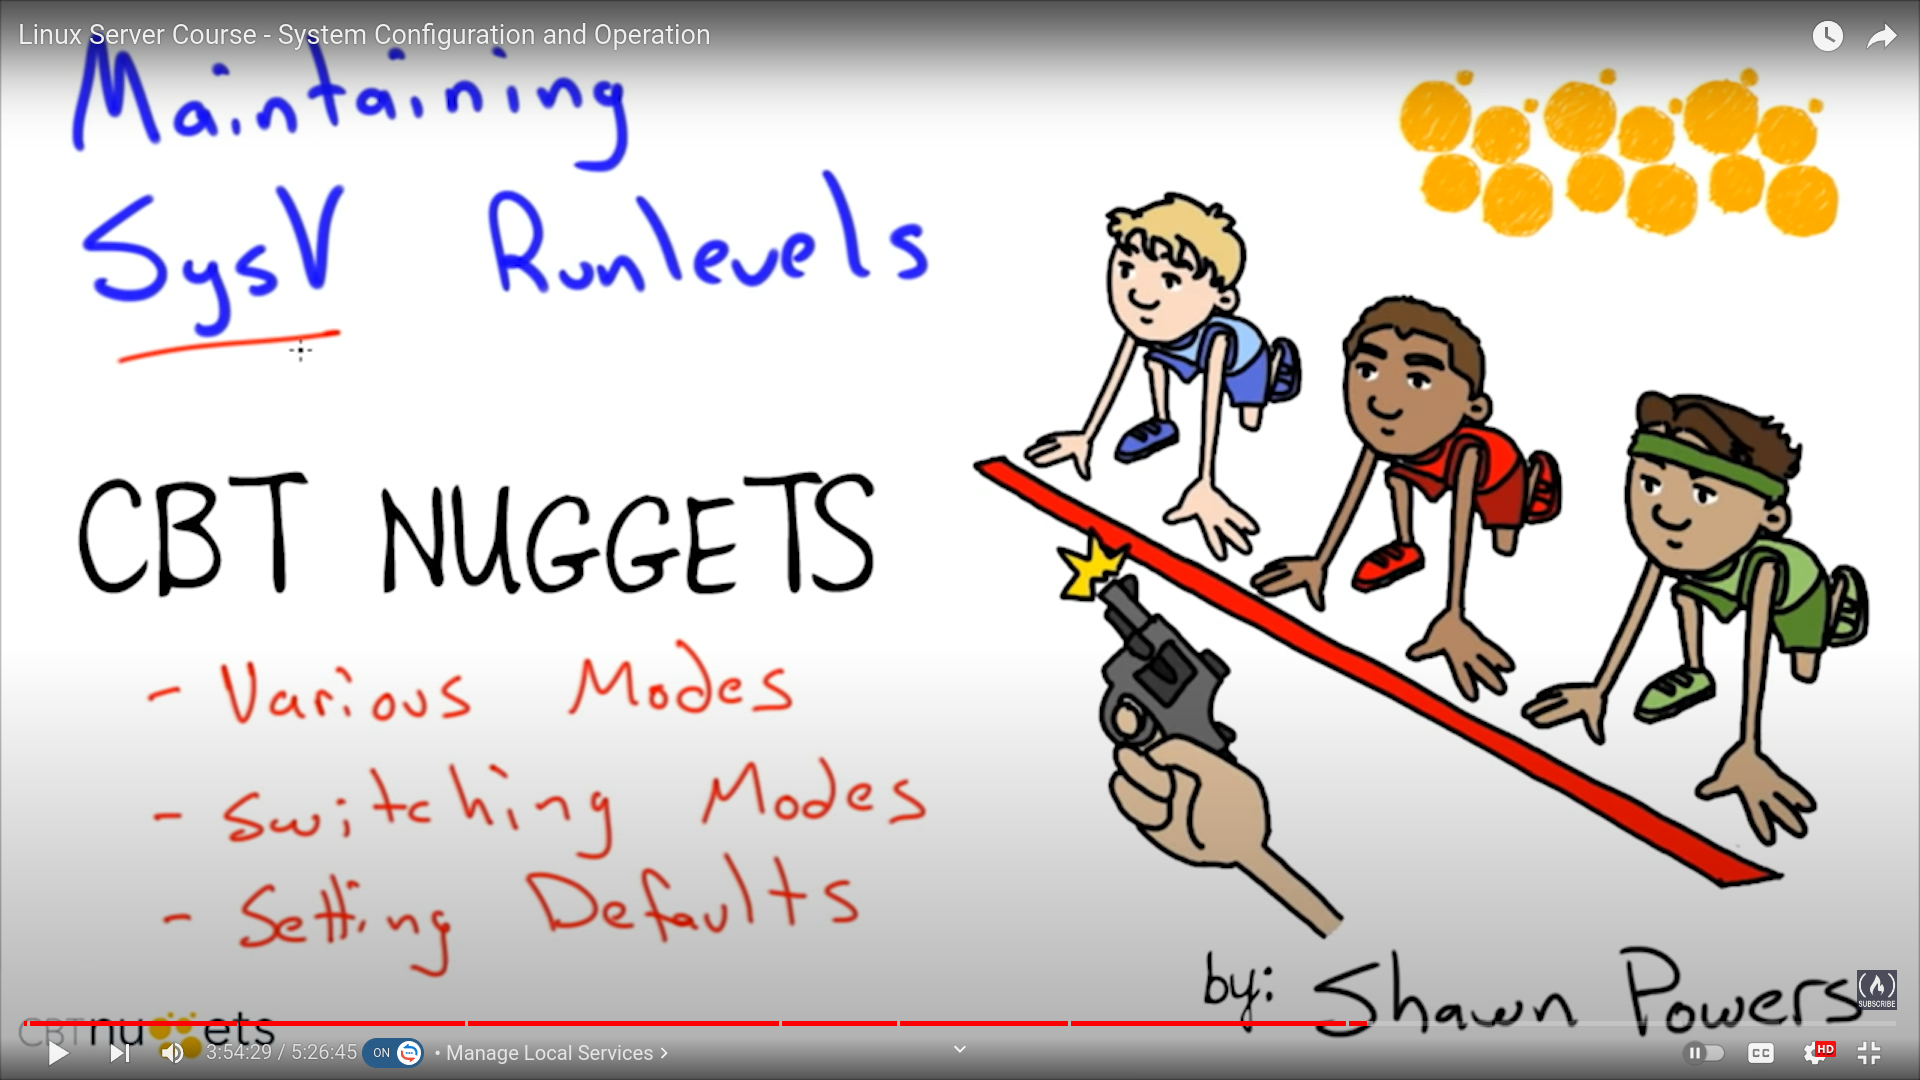 Linux Server Course - System Configuration and Operation
Maintaining
SysV Runlevels
CBT NUGGETS
- Various Modes
- Switching Modes
- Setting Defaults
by: Shawn Powers
SUBSCRIBE
CBTnuggets
3:54:29 / 5:26:45 ON • Manage Local Services >
CC HD